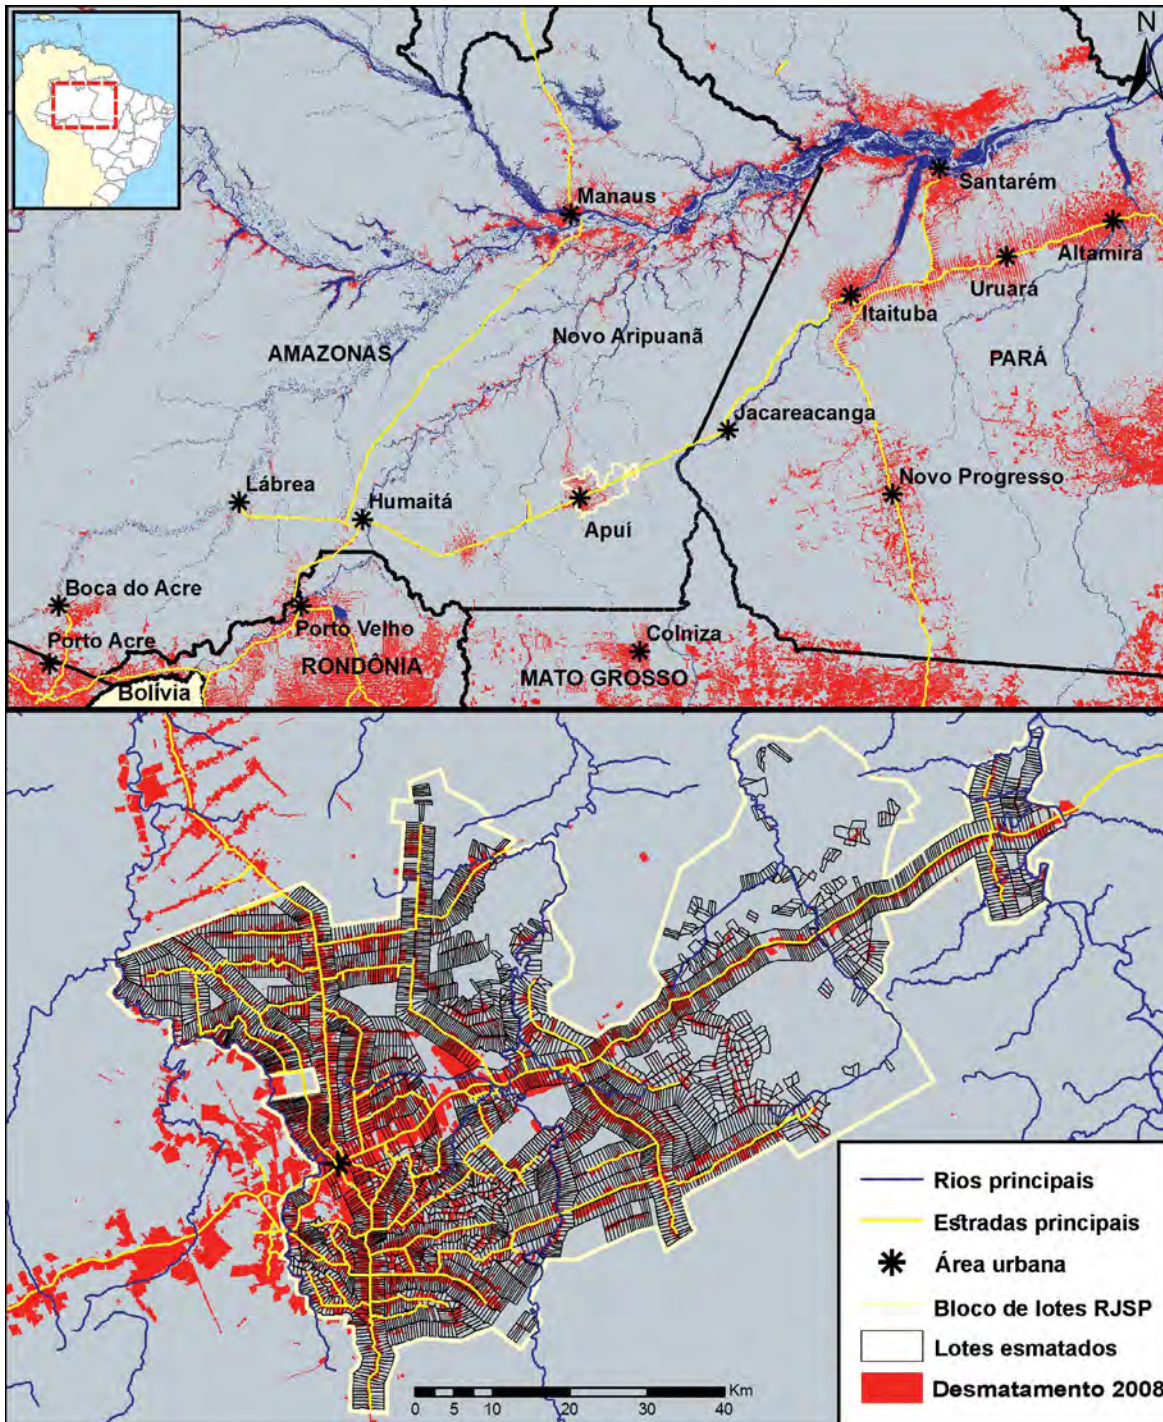 N
Manaus
Santarém
Altamira
Uruará
Itaituba
Novo Aripuanã
AMAZONAS
PARÁ
Jacareacanga
Lábrea
Humaitá
Novo Progresso
Apuí
Boca do Acre
Porto Velho
Porto Acre
Colniza
RONDÔNIA
MATO GROSSO
Bolívia
Rios principais
Estradas principais
Área urbana
Bloco de lotes RJSP
Lotes esmatados
Desmatamento 2008
Km
0 5 10 20 30 40